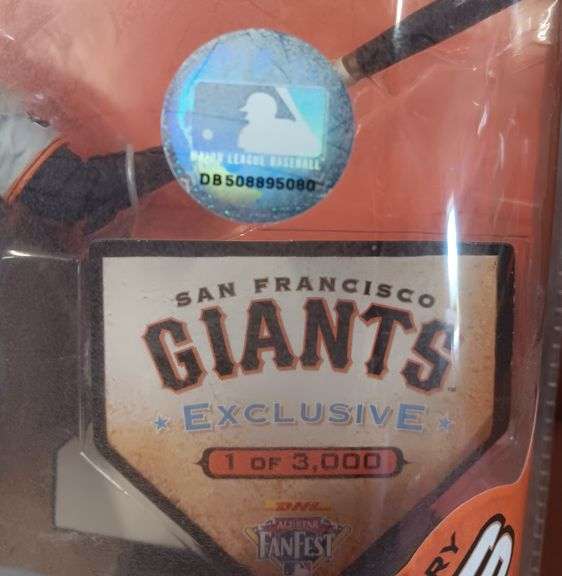 MAJOR LEAGUE BASEBALL
DB508895080
SAN FRANCISCO
GIANTS
EXCLUSIVE
1 OF 3,000
DHL
ALL-STAR
FANFEST